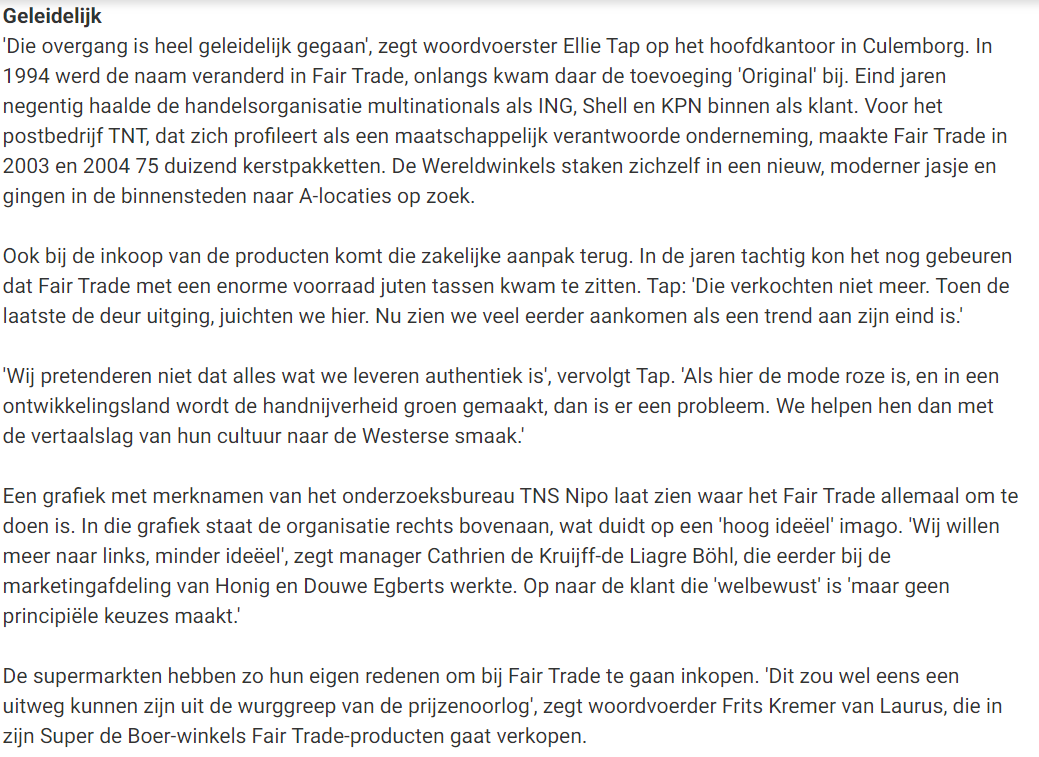 Geleidelijk
'Die overgang is heel geleidelijk gegaan', zegt woordvoerster Ellie Tap op het hoofdkantoor in Culemborg. In
1994 werd de naam veranderd in Fair Trade, onlangs kwam daar de toevoeging 'Original' bij. Eind jaren
negentig haalde de handelsorganisatie multinationals als ING, Shell en KPN binnen als klant. Voor het
postbedrijf TNT, dat zich profileert als een maatschappelijk verantwoorde onderneming, maakte Fair Trade in
2003 en 2004 75 duizend kerstpakketten. De Wereldwinkels staken zichzelf in een nieuw, moderner jasje en
gingen in de binnensteden naar A-locaties op zoek.
Ook bij de inkoop van de producten komt die zakelijke aanpak terug. In de jaren tachtig kon het nog gebeuren
dat Fair Trade met een enorme voorraad juten tassen kwam te zitten. Tap: 'Die verkochten niet meer. Toen de
laatste de deur uitging, juichten we hier. Nu zien we veel eerder aankomen als een trend aan zijn eind is.'
'Wij pretenderen niet dat alles wat we leveren authentiek is', vervolgt Tap. 'Als hier de mode roze is, en in een
ontwikkelingsland wordt de handnijverheid groen gemaakt, dan is er een probleem. We helpen hen dan met
de vertaalslag van hun cultuur naar de Westerse smaak.'
Een grafiek met merknamen van het onderzoeksbureau TNS Nipo laat zien waar het Fair Trade allemaal om te
doen is. In die grafiek staat de organisatie rechts bovenaan, wat duidt op een 'hoog ideëel' imago. 'Wij willen
meer naar links, minder ideëel', zegt manager Cathrien de Kruijff-de Liagre Böhl, die eerder bij de
marketingafdeling van Honig en Douwe Egberts werkte. Op naar de klant die 'welbewust' is 'maar geen
principiële keuzes maakt.'
De supermarkten hebben zo hun eigen redenen om bij Fair Trade te gaan inkopen. 'Dit zou wel eens een
uitweg kunnen zijn uit de wurggreep van de prijzenoorlog', zegt woordvoerder Frits Kremer van Laurus, die in
zijn Super de Boer-winkels Fair Trade-producten gaat verkopen.